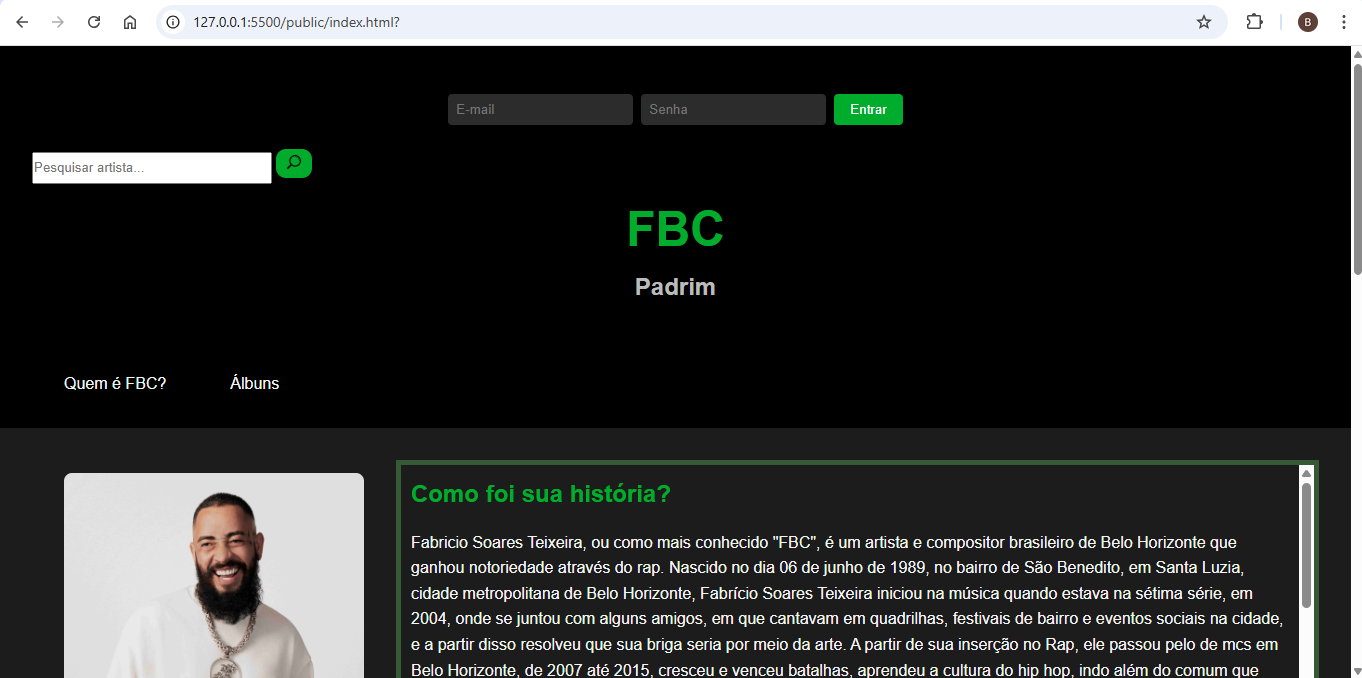 127.0.0.1:5500/public/index.html?
B
E-mail
Senha
Entrar
Pesquisar artista...
FBC
Padrim
Quem é FBC?
Álbuns
Como foi sua história?
Fabricio Soares Teixeira, ou como mais conhecido "FBC", é um artista e compositor brasileiro de Belo Horizonte que
ganhou notoriedade através do rap. Nascido no dia 06 de junho de 1989, no bairro de São Benedito, em Santa Luzia,
cidade metropolitana de Belo Horizonte, Fabrício Soares Teixeira iniciou na música quando estava na sétima série, em
2004, onde se juntou com alguns amigos, em que cantavam em quadrilhas, festivais de bairro e eventos sociais na cidade,
e a partir disso resolveu que sua briga seria por meio da arte. A partir de sua inserção no Rap, ele passou pelo de mcs em
Belo Horizonte, de 2007 até 2015, cresceu e venceu batalhas, aprendeu a cultura do hip hop, indo além do comum que